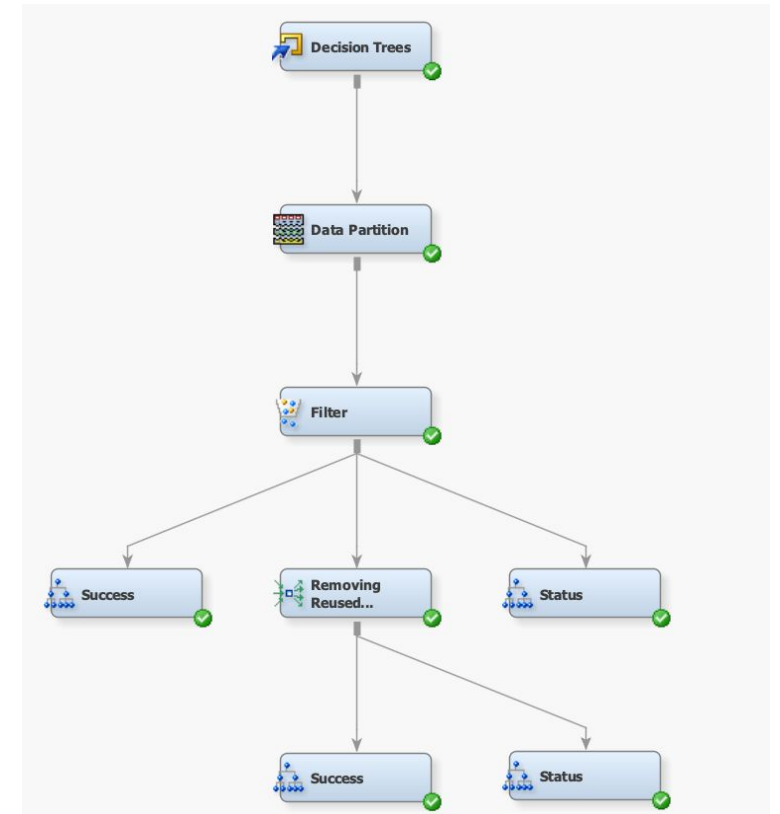 Decision Trees
Data Partition
Filter
Success
Removing
Reused...
Status
Success
Status